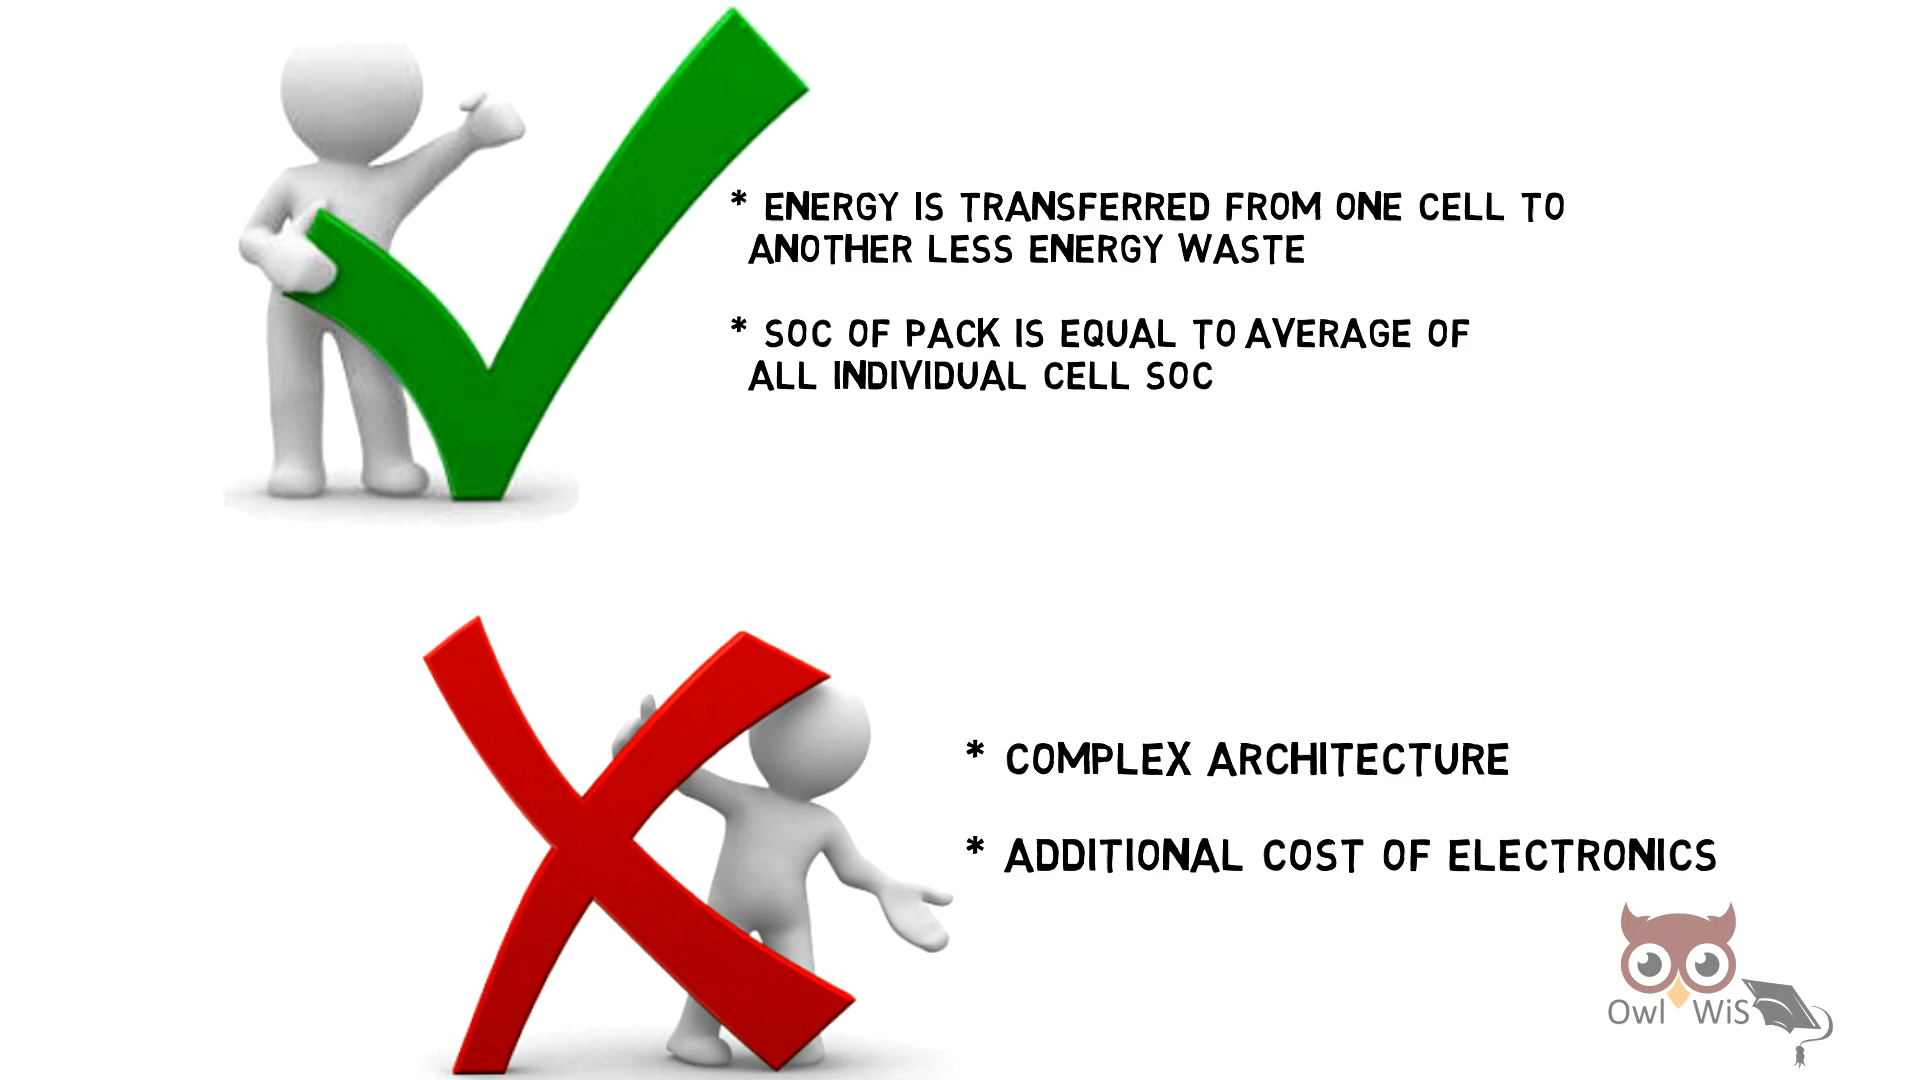 * ENERGY IS TRANSFERRED FROM ONE CELL TO
ANOTHER LESS ENERGY WASTE
* SOC OF PACK IS EQUAL TO AVERAGE OF
ALL INDIVIDUAL CELL SOC
* COMPLEX ARCHITECTURE
* ADDITIONAL COST OF ELECTRONICS
Owl WiS